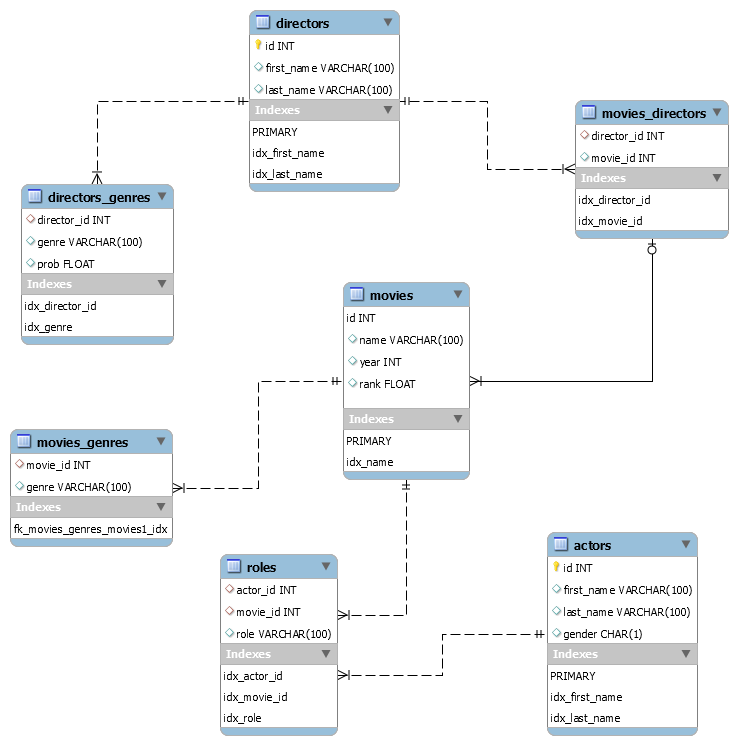 directors
id INT
first_name VARCHAR(100)
last_name VARCHAR(100)
Indexes
PRIMARY
idx_first_name
idx_last_name
movies_directors
director_id INT
movie_id INT
Indexes
idx_director_id
idx_movie_id
directors_genres
director_id INT
genre VARCHAR(100)
prob FLOAT
Indexes
idx_director_id
idx_genre
movies
id INT
name VARCHAR(100)
year INT
rank FLOAT
Indexes
PRIMARY
idx_name
movies_genres
movie_id INT
genre VARCHAR(100)
Indexes
fk_movies_genres_movies1_idx
roles
actor_id INT
movie_id INT
role VARCHAR(100)
Indexes
idx_actor_id
idx_movie_id
idx_role
actors
id INT
first_name VARCHAR(100)
last_name VARCHAR(100)
gender CHAR(1)
Indexes
PRIMARY
idx_first_name
idx_last_name